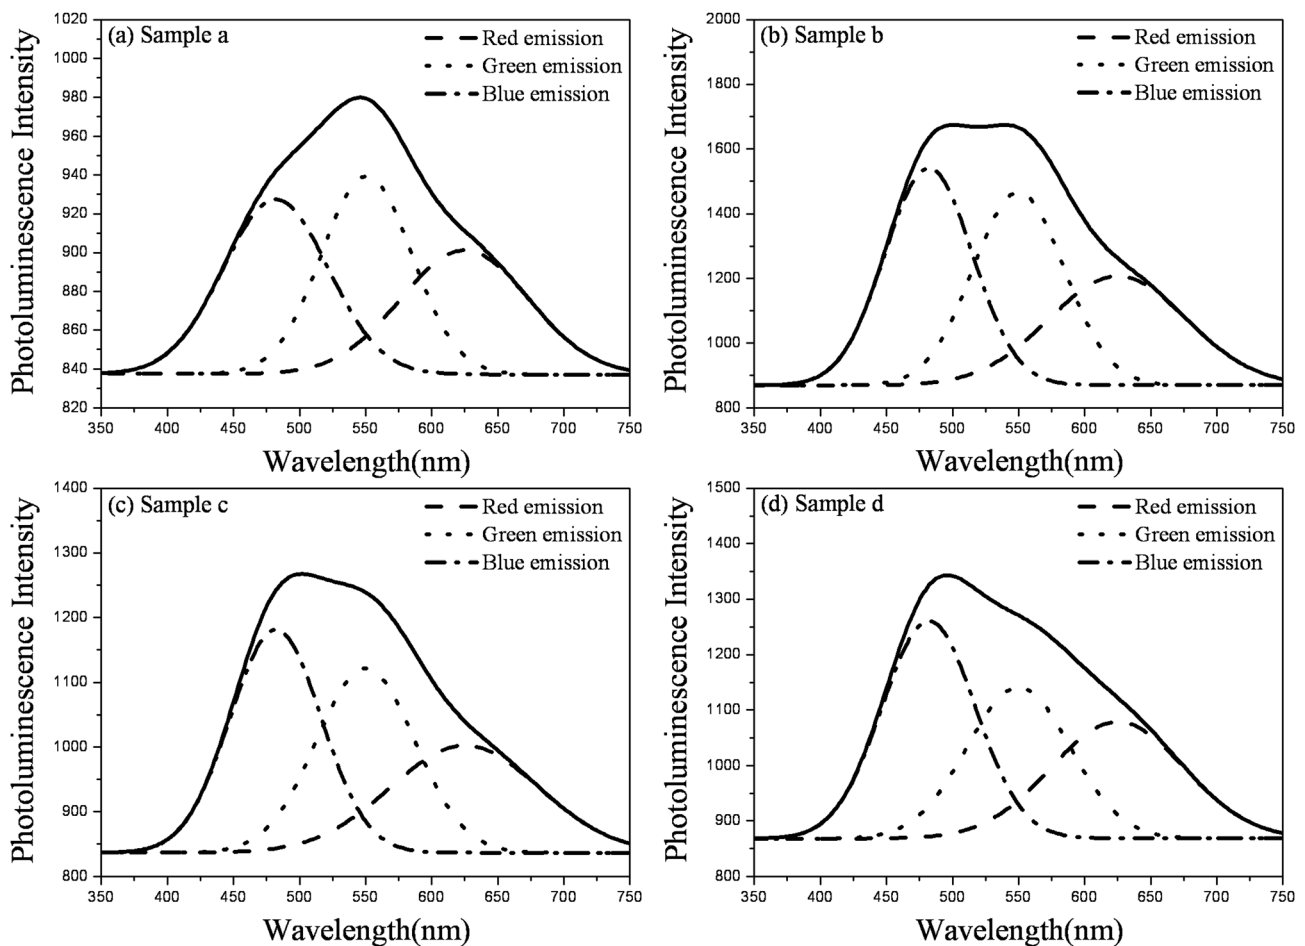 (a) Sample a
Red emission
Green emission
Blue emission
Photoluminescence Intensity
1020
1000
980
960
940
920
900
880
860
840
820
350 400 450 500 550 600 650 700 750
Wavelength(nm)
(b) Sample b
Red emission
Green emission
Blue emission
Photoluminescence Intensity
2000
1800
1600
1400
1200
1000
800
350 400 450 500 550 600 650 700 750
Wavelength(nm)
(c) Sample c
Red emission
Green emission
Blue emission
Photoluminescence Intensity
1400
1300
1200
1100
1000
900
800
350 400 450 500 550 600 650 700 750
Wavelength(nm)
(d) Sample d
Red emission
Green emission
Blue emission
Photoluminescence Intensity
1500
1400
1300
1200
1100
1000
900
800
350 400 450 500 550 600 650 700 750
Wavelength(nm)